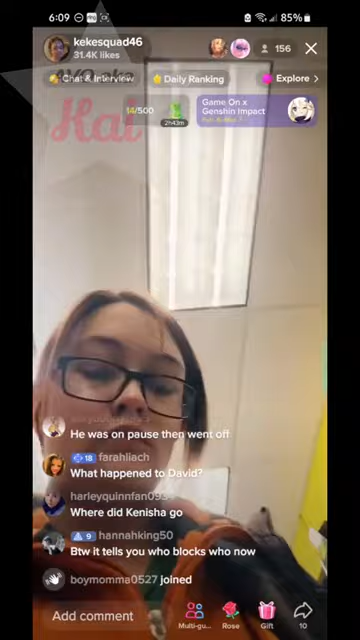 6:09
85%
kekesquad46
31.4K likes
156
Chat & Interview
Daily Ranking
Explore >
Kat
14/500
2h43m
Game On x
Genshin Impact
He was on pause then went off
18 farahliach
What happened to David?
harleyquinnfan093
Where did Kenisha go
9 hannahking50
Btw it tells you who blocks who now
boymomma0527 joined
Add comment
Multi-gu...
Rose
Gift
10